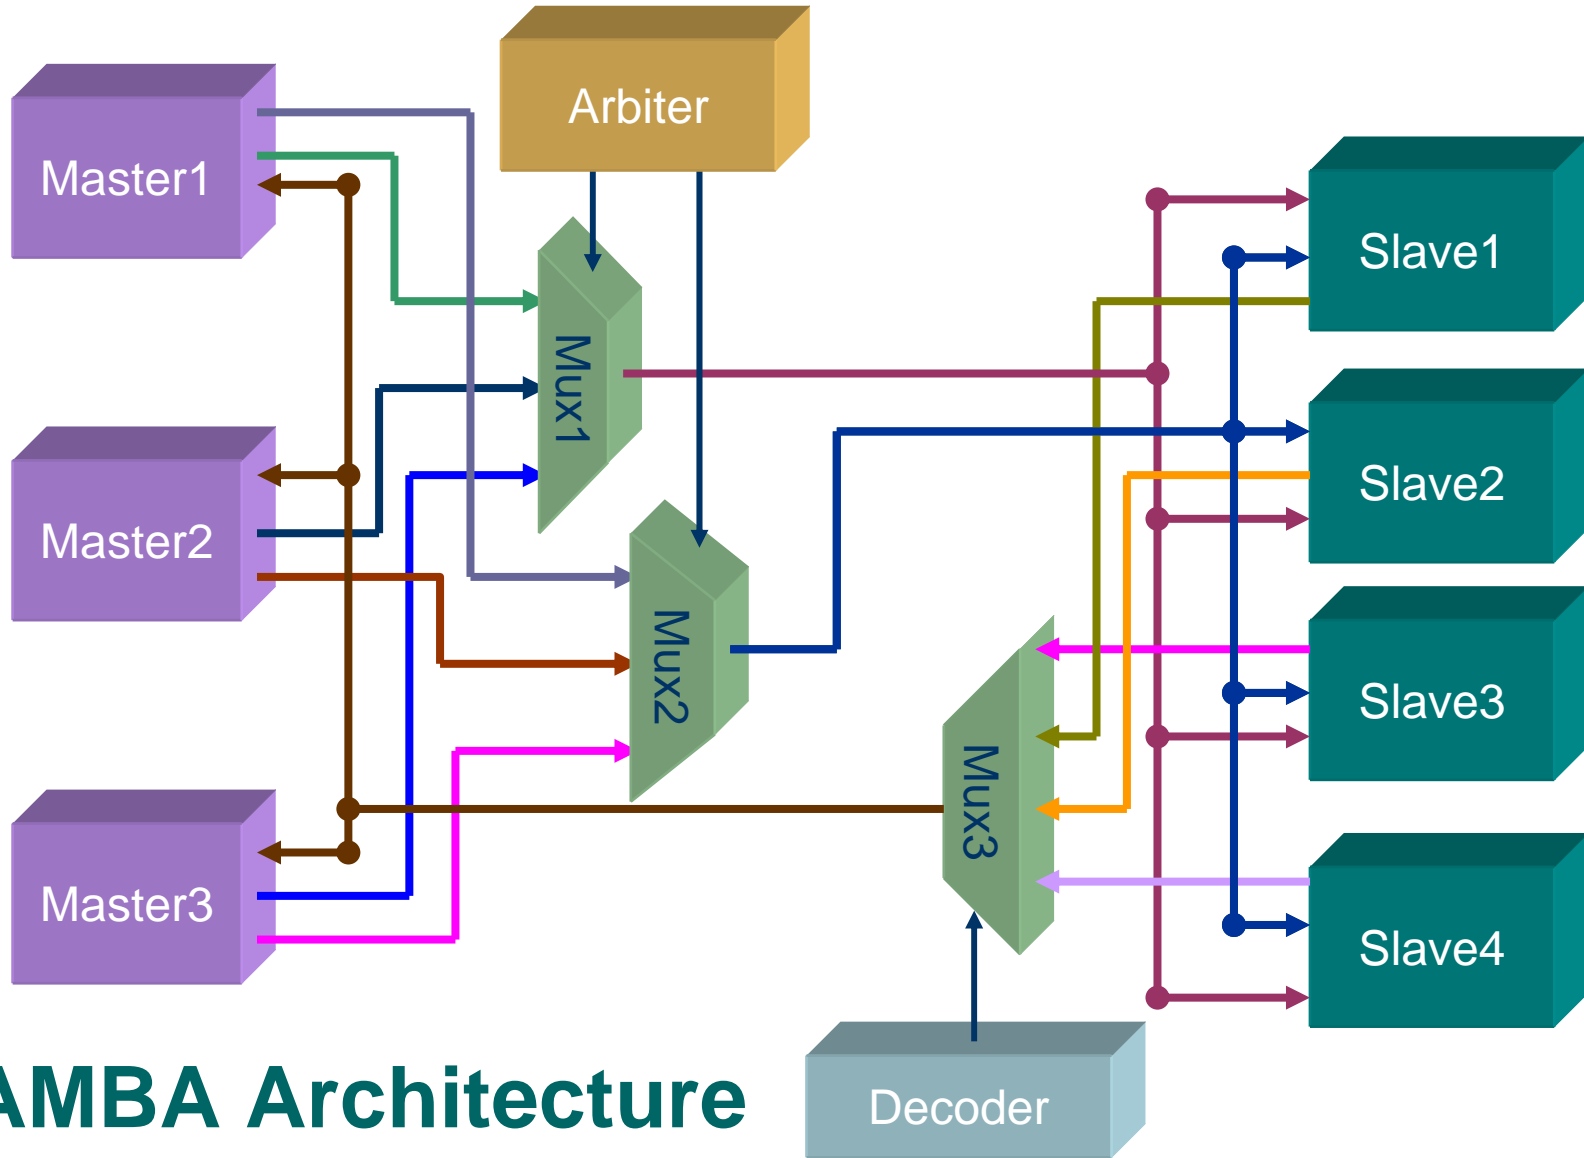 Arbiter
Master1
Slave1
Mux1
Slave2
Master2
Mux2
Slave3
Mux3
Master3
Slave4
AMBA Architecture
Decoder